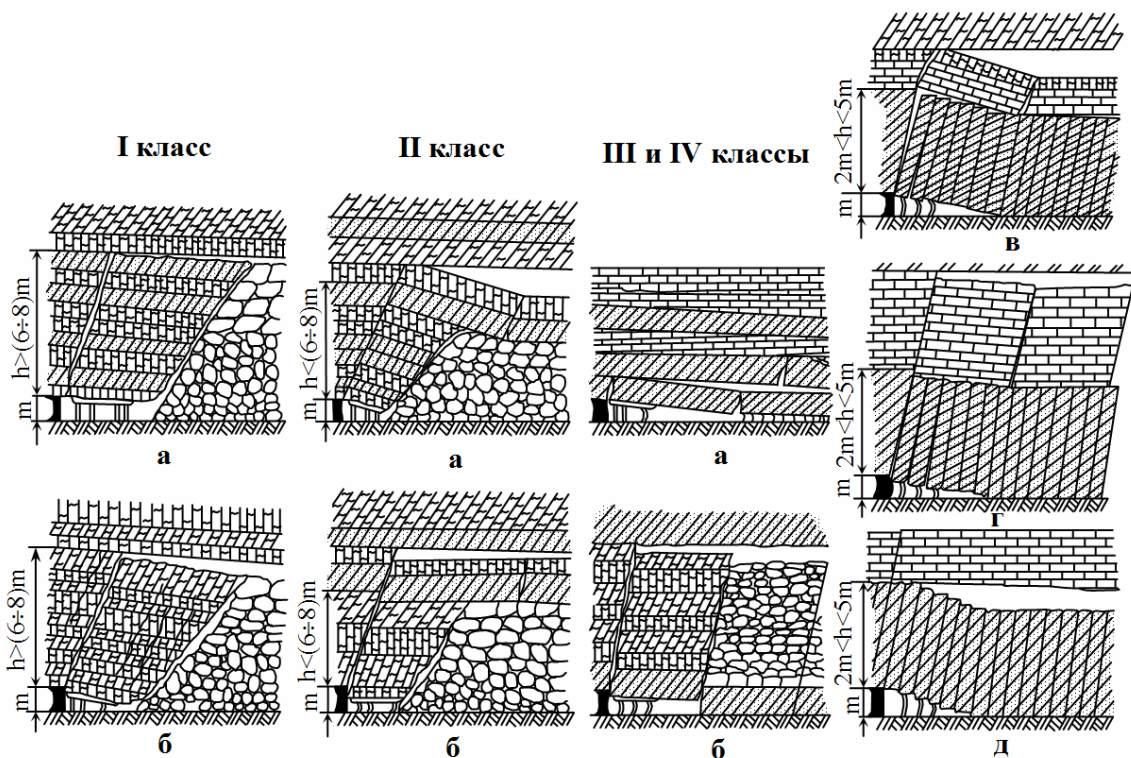 I класс
II класс
III и IV классы
h>(6÷8)m
m
а
h<(6÷8)m
m
а
а
2m<h<5m
m
в
2m<h<5m
m
г
h>(6÷8)m
m
б
h<(6÷8)m
m
б
б
2m<h<5m
m
д